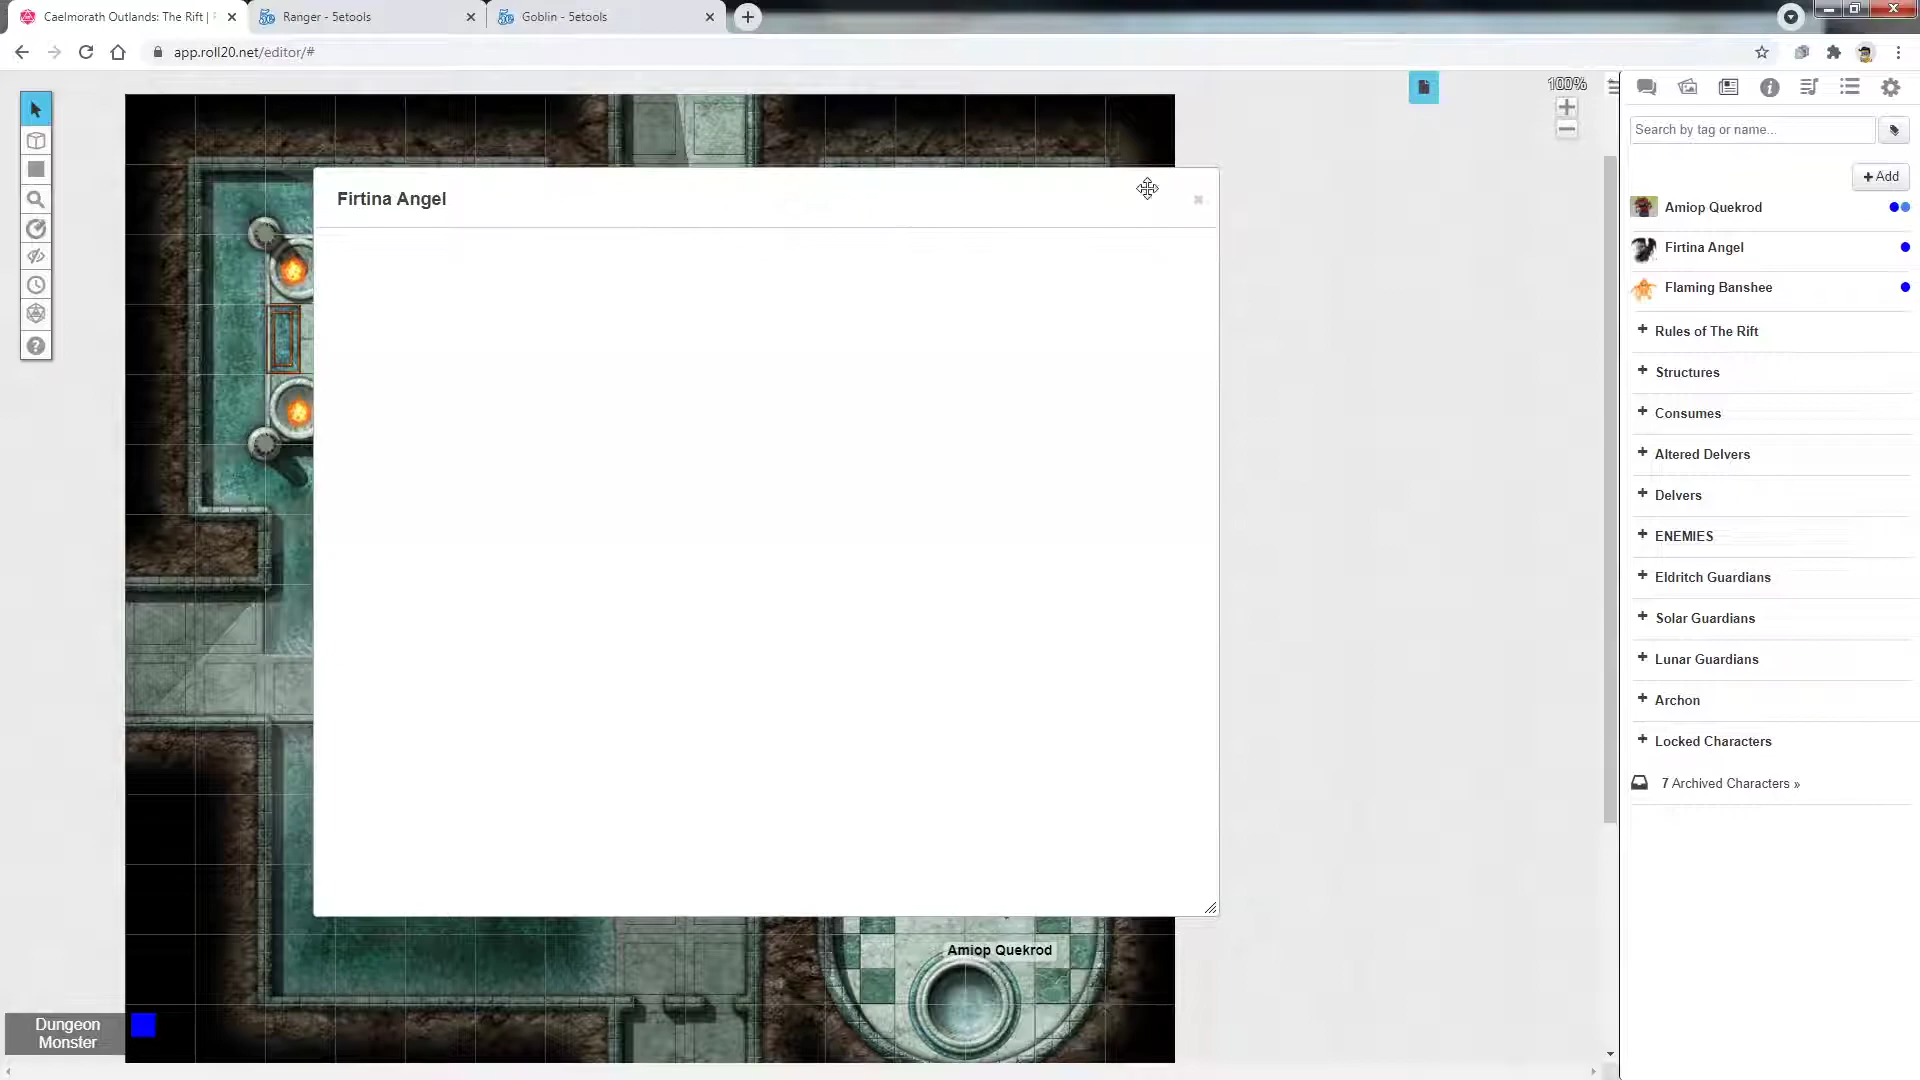 Caelmorath Outlands: The Rift |
Ranger - 5etools
Goblin - 5etools
app.roll20.net/editor/#
100%
Search by tag or name...
+ Add
Firtina Angel
Amiop Quekrod
Firtina Angel
Flaming Banshee
Rules of The Rift
Structures
Consumes
Altered Delvers
Delvers
ENEMIES
Eldritch Guardians
Solar Guardians
Lunar Guardians
Archon
Locked Characters
7 Archived Characters »
Amiop Quekrod
Dungeon
Monster